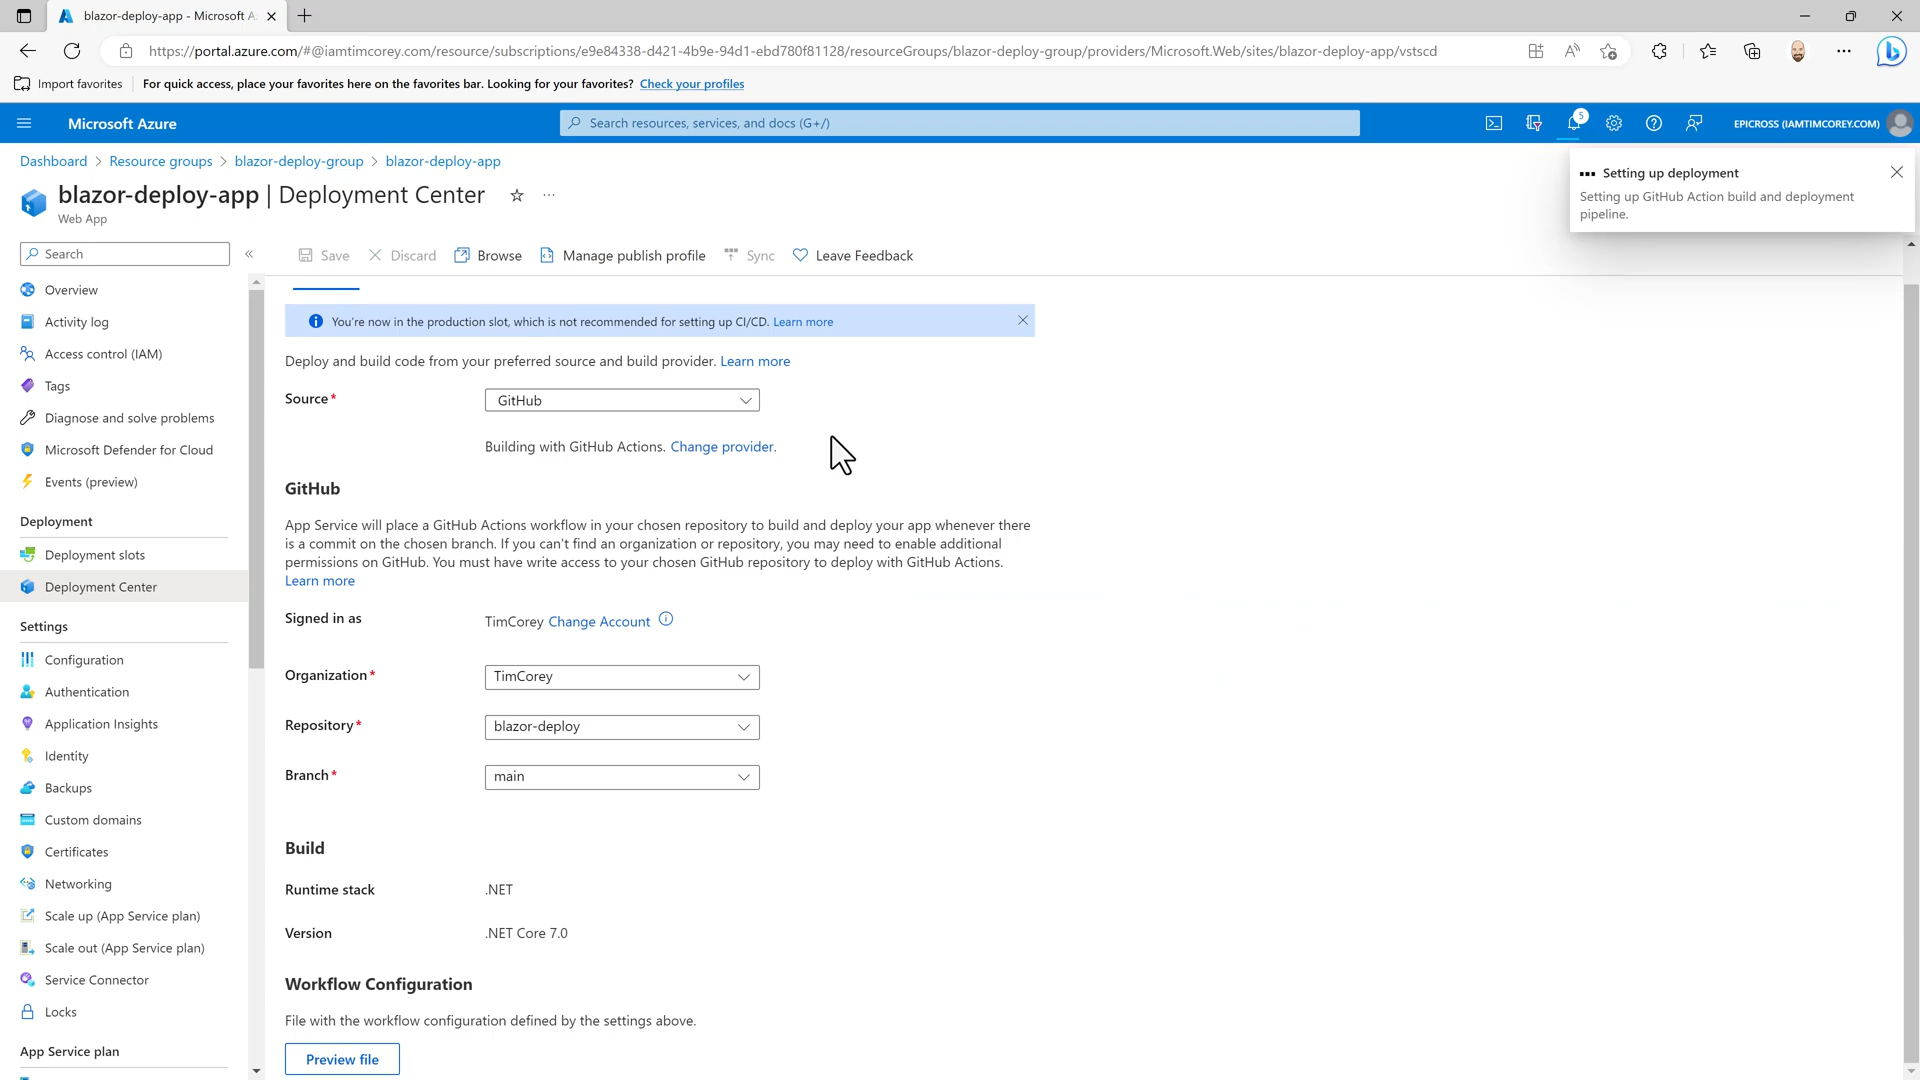 blazor-deploy-app - Microsoft A
https://portal.azure.com/#@iamtimcorey.com/resource/subscriptions/e9e84338-d421-4b9e-94d1-ebd780f81128/resourceGroups/blazor-deploy-group/providers/Microsoft.Web/sites/blazor-deploy-app/vstscd
Import favorites
For quick access, place your favorites here on the favorites bar. Looking for your favorites? Check your profiles
Microsoft Azure
Search resources, services, and docs (G+/)
5
EPICROSS (IAMTIMCOREY.COM)
Dashboard > Resource groups > blazor-deploy-group > blazor-deploy-app
blazor-deploy-app | Deployment Center
Web App
Setting up deployment
Setting up GitHub Action build and deployment
pipeline.
Search
Save
Discard
Browse
Manage publish profile
Sync
Leave Feedback
Overview
Activity log
Access control (IAM)
Tags
Diagnose and solve problems
Microsoft Defender for Cloud
Events (preview)
Deployment
Deployment slots
Deployment Center
Settings
Configuration
Authentication
Application Insights
Identity
Backups
Custom domains
Certificates
Networking
Scale up (App Service plan)
Scale out (App Service plan)
Service Connector
Locks
App Service plan
You're now in the production slot, which is not recommended for setting up CI/CD. Learn more
Deploy and build code from your preferred source and build provider. Learn more
Source*
GitHub
Building with GitHub Actions. Change provider.
GitHub
App Service will place a GitHub Actions workflow in your chosen repository to build and deploy your app whenever there
is a commit on the chosen branch. If you can't find an organization or repository, you may need to enable additional
permissions on GitHub. You must have write access to your chosen GitHub repository to deploy with GitHub Actions.
Learn more
Signed in as
TimCorey Change Account
Organization*
TimCorey
Repository*
blazor-deploy
Branch*
main
Build
Runtime stack
.NET
Version
.NET Core 7.0
Workflow Configuration
File with the workflow configuration defined by the settings above.
Preview file